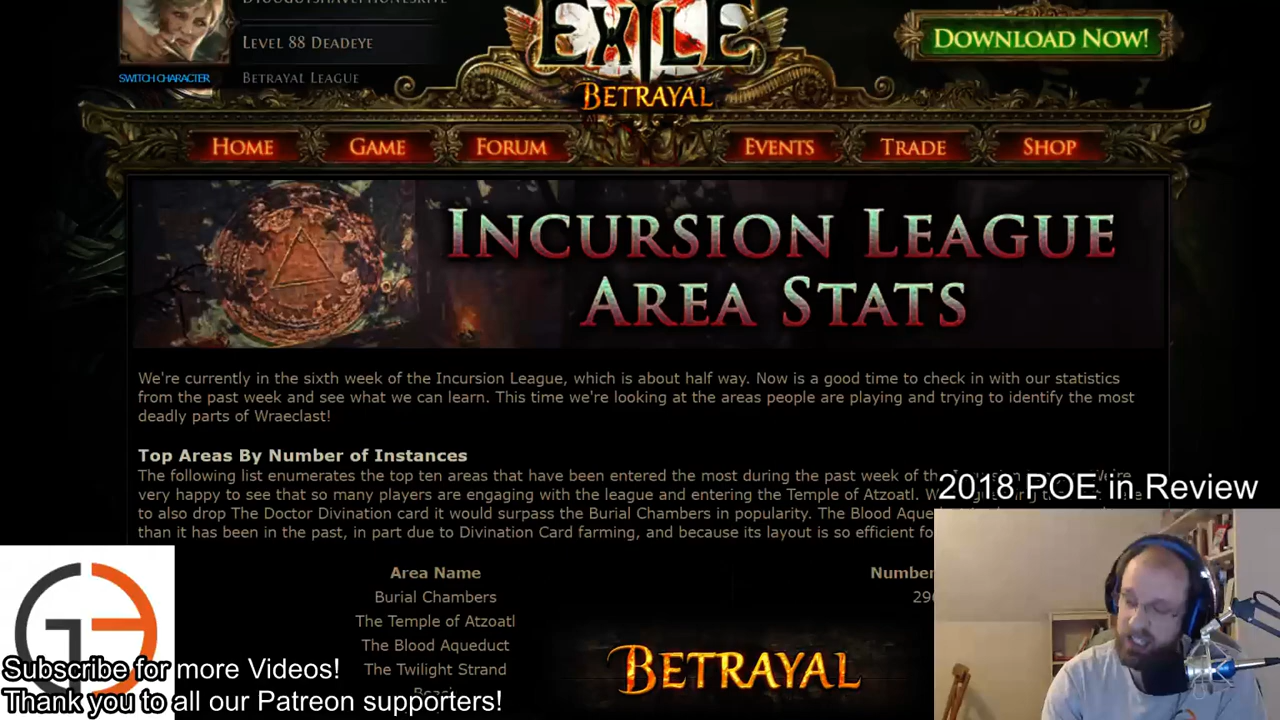 LEVEL 88 DEADEYE
SWITCH CHARACTER
BETRAYAL LEAGUE
EXILE
BETRAYAL
DOWNLOAD NOW!
HOME
GAME
FORUM
EVENTS
TRADE
SHOP
INCURSION LEAGUE
AREA STATS
We're currently in the sixth week of the Incursion League, which is about half way. Now is a good time to check in with our statistics
from the past week and see what we can learn. This time we're looking at the areas people are playing and trying to identify the most
deadly parts of Wraeclast!
Top Areas By Number of Instances
The following list enumerates the top ten areas that have been entered the most during the past week of
very happy to see that so many players are engaging with the league and entering the Temple of Atzoatl.
to also drop The Doctor Divination card it would surpass the Burial Chambers in popularity. The Blood
than it has been in the past, in part due to Divination Card farming, and because its layout is so efficient
2018 POE in Review
Area Name
Number
Burial Chambers
The Temple of Atzoatl
The Blood Aqueduct
The Twilight Strand
BETRAYAL
GE
Subscribe for more Videos!
Thank you to all our Patreon supporters!